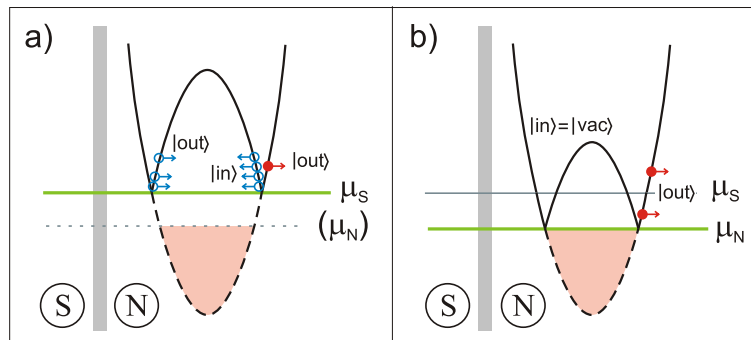 a)
|out⟩
|in⟩
|out⟩
μS
(μN)
S
N
b)
|in⟩=|vac⟩
|out⟩
μS
μN
S
N